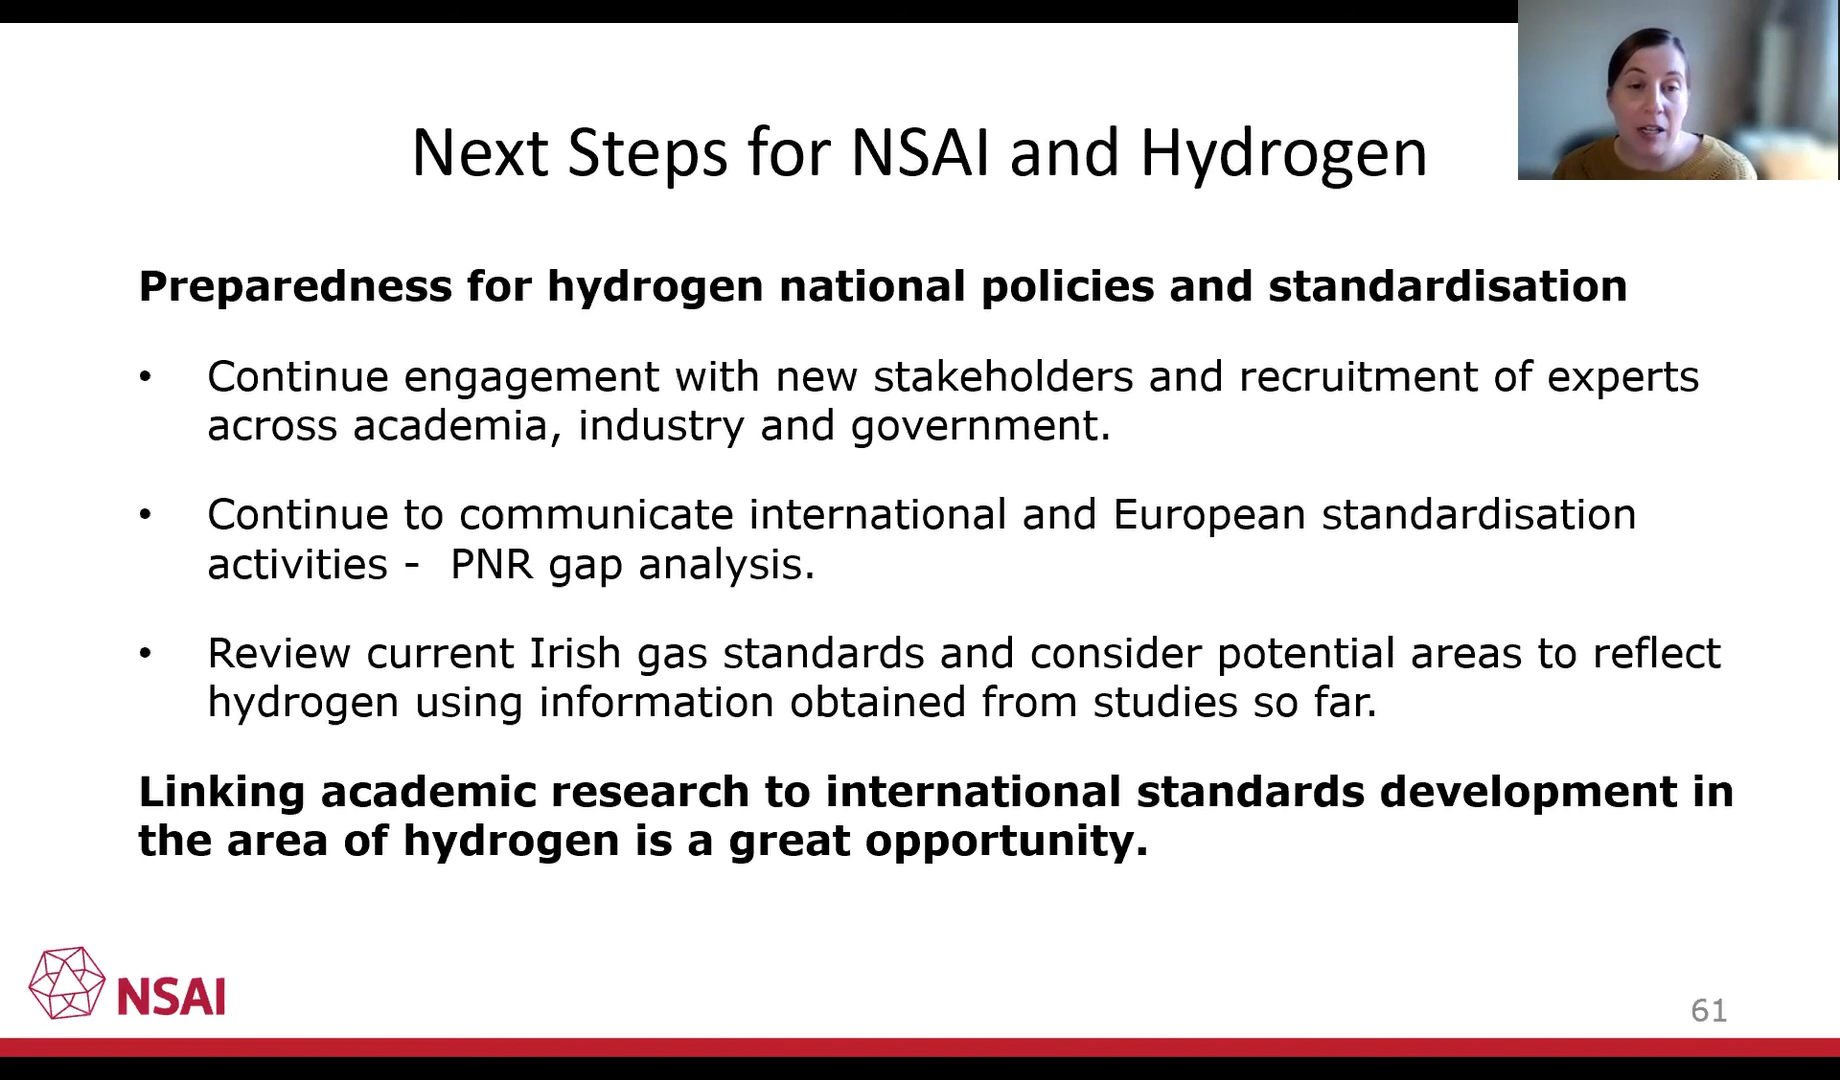 Next Steps for NSAI and Hydrogen
Preparedness for hydrogen national policies and standardisation
• Continue engagement with new stakeholders and recruitment of experts
across academia, industry and government.
• Continue to communicate international and European standardisation
activities -  PNR gap analysis.
• Review current Irish gas standards and consider potential areas to reflect
hydrogen using information obtained from studies so far.
Linking academic research to international standards development in
the area of hydrogen is a great opportunity.
NSAI
61